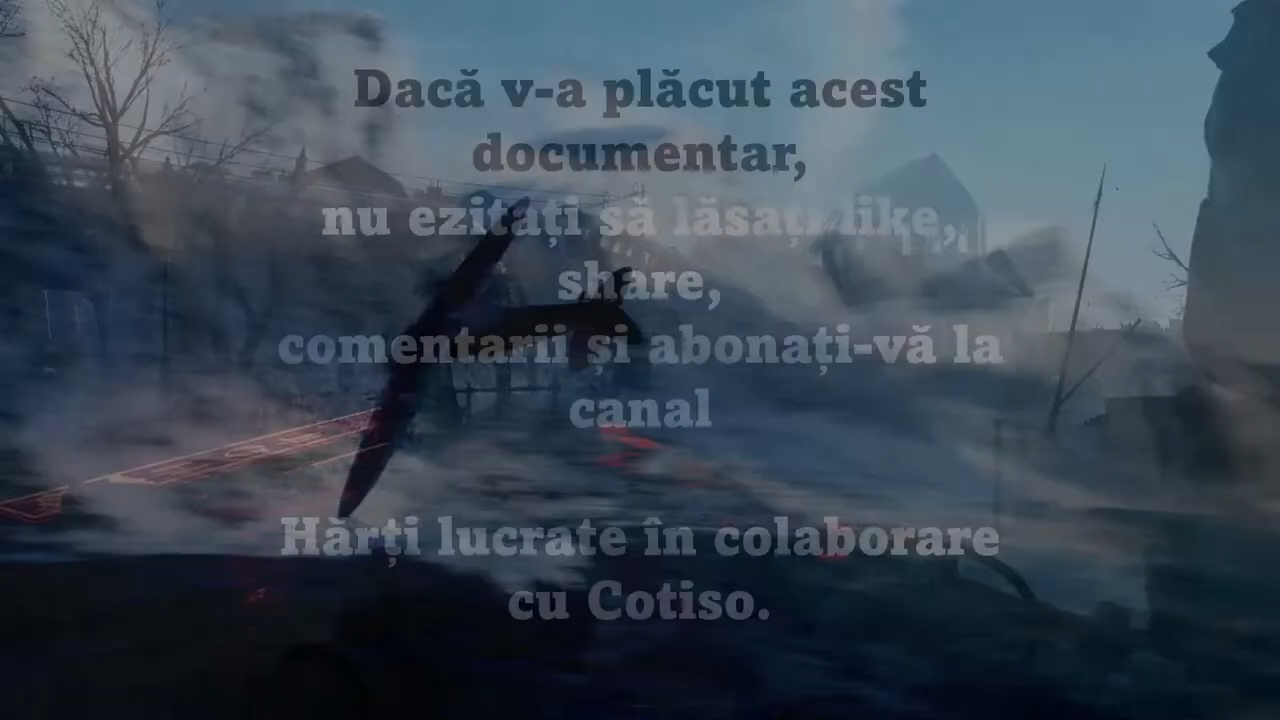 Dacă v-a plăcut acest
documentar,
nu ezitați să lăsați like,
share,
comentarii și abonați-vă la
canal
Hărți lucrate în colaborare
cu Cotiso.